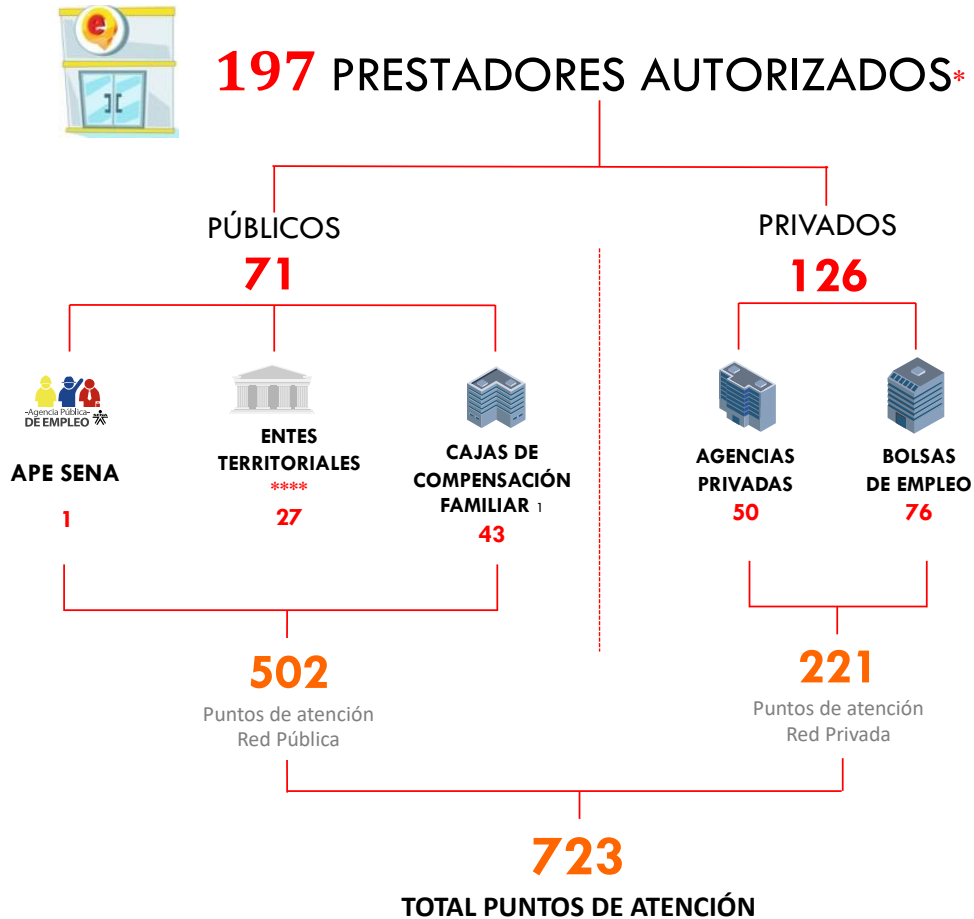 e
197 PRESTADORES AUTORIZADOS*
PÚBLICOS
71
PRIVADOS
126
-Agencia Pública-
DE EMPLEO
APE SENA
1
ENTES
TERRITORIALES
****
27
CAJAS DE
COMPENSACIÓN
FAMILIAR 1
43
AGENCIAS
PRIVADAS
50
BOLSAS
DE EMPLEO
76
502
Puntos de atención
Red Pública
221
Puntos de atención
Red Privada
723
TOTAL PUNTOS DE ATENCIÓN